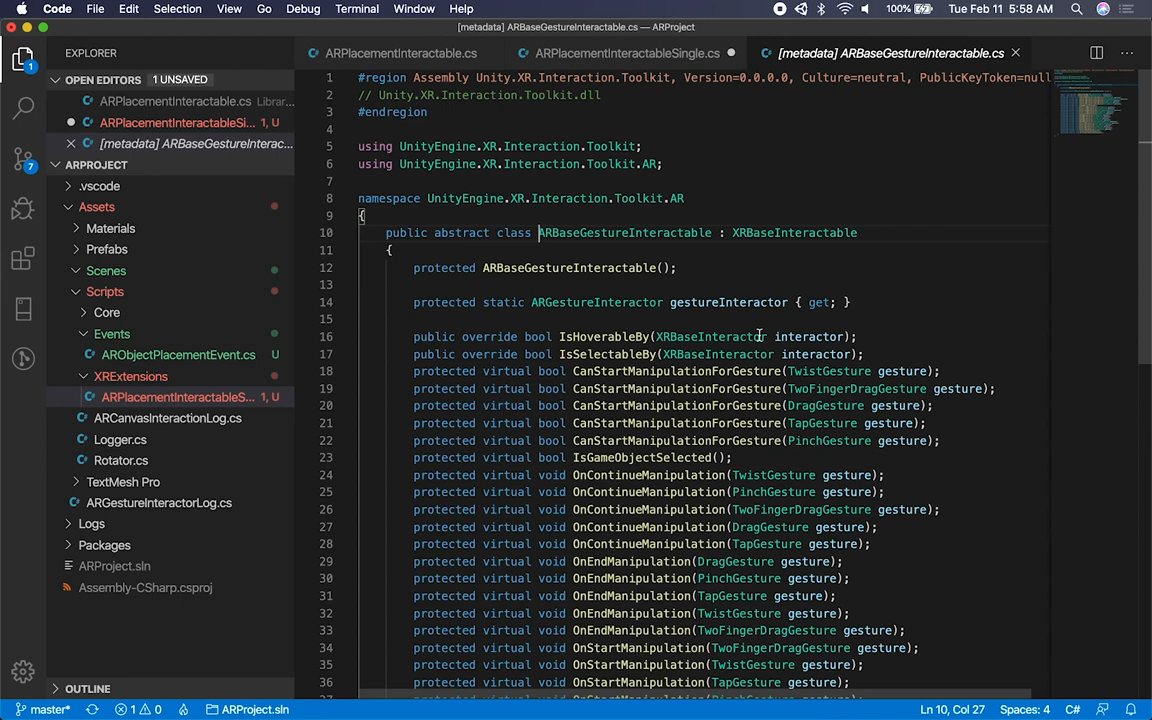 Code File Edit Selection View Go Debug Terminal Window Help 100% Tue Feb 11 5:58 AM
[metadata] ARBaseGestureInteractable.cs — ARProject
EXPLORER
ARPlacementInteractable.cs ARPlacementInteractableSingle.cs [metadata] ARBaseGestureInteractable.cs
OPEN EDITORS 1 UNSAVED
ARPlacementInteractable.cs Librar...
ARPlacementInteractableSi... 1, U
[metadata] ARBaseGestureInterac...
ARPROJECT
.vscode
Assets
Materials
Prefabs
Scenes
Scripts
Core
Events
ARObjectPlacementEvent.cs U
XRExtensions
ARPlacementInteractableS... 1, U
ARCanvasInteractionLog.cs
Logger.cs
Rotator.cs
TextMesh Pro
ARGestureInteractorLog.cs
Logs
Packages
ARProject.sln
Assembly-CSharp.csproj
OUTLINE
1 #region Assembly Unity.XR.Interaction.Toolkit, Version=0.0.0.0, Culture=neutral, PublicKeyToken=null
2 // Unity.XR.Interaction.Toolkit.dll
3 #endregion
4
5 using UnityEngine.XR.Interaction.Toolkit;
6 using UnityEngine.XR.Interaction.Toolkit.AR;
7
8 namespace UnityEngine.XR.Interaction.Toolkit.AR
9 {
10 public abstract class ARBaseGestureInteractable : XRBaseInteractable
11 {
12 protected ARBaseGestureInteractable();
13
14 protected static ARGestureInteractor gestureInteractor { get; }
15
16 public override bool IsHoverableBy(XRBaseInteractor interactor);
17 public override bool IsSelectableBy(XRBaseInteractor interactor);
18 protected virtual bool CanStartManipulationForGesture(TwistGesture gesture);
19 protected virtual bool CanStartManipulationForGesture(TwoFingerDragGesture gesture);
20 protected virtual bool CanStartManipulationForGesture(DragGesture gesture);
21 protected virtual bool CanStartManipulationForGesture(TapGesture gesture);
22 protected virtual bool CanStartManipulationForGesture(PinchGesture gesture);
23 protected virtual bool IsGameObjectSelected();
24 protected virtual void OnContinueManipulation(TwistGesture gesture);
25 protected virtual void OnContinueManipulation(PinchGesture gesture);
26 protected virtual void OnContinueManipulation(TwoFingerDragGesture gesture);
27 protected virtual void OnContinueManipulation(DragGesture gesture);
28 protected virtual void OnContinueManipulation(TapGesture gesture);
29 protected virtual void OnEndManipulation(DragGesture gesture);
30 protected virtual void OnEndManipulation(PinchGesture gesture);
31 protected virtual void OnEndManipulation(TapGesture gesture);
32 protected virtual void OnEndManipulation(TwistGesture gesture);
33 protected virtual void OnEndManipulation(TwoFingerDragGesture gesture);
34 protected virtual void OnStartManipulation(TwoFingerDragGesture gesture);
35 protected virtual void OnStartManipulation(TwistGesture gesture);
36 protected virtual void OnStartManipulation(TapGesture gesture);
master* 1 0 ARProject.sln Ln 10, Col 27 Spaces: 4 C#